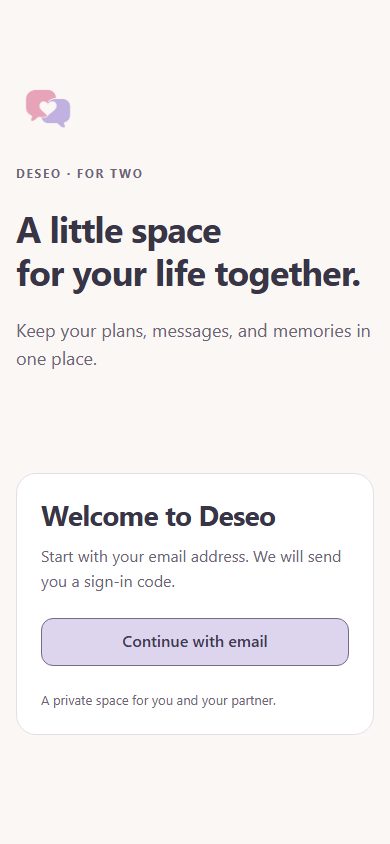 DESEO · FOR TWO
A little space
for your life together.
Keep your plans, messages, and memories in
one place.
Welcome to Deseo
Start with your email address. We will send
you a sign-in code.
Continue with email
A private space for you and your partner.